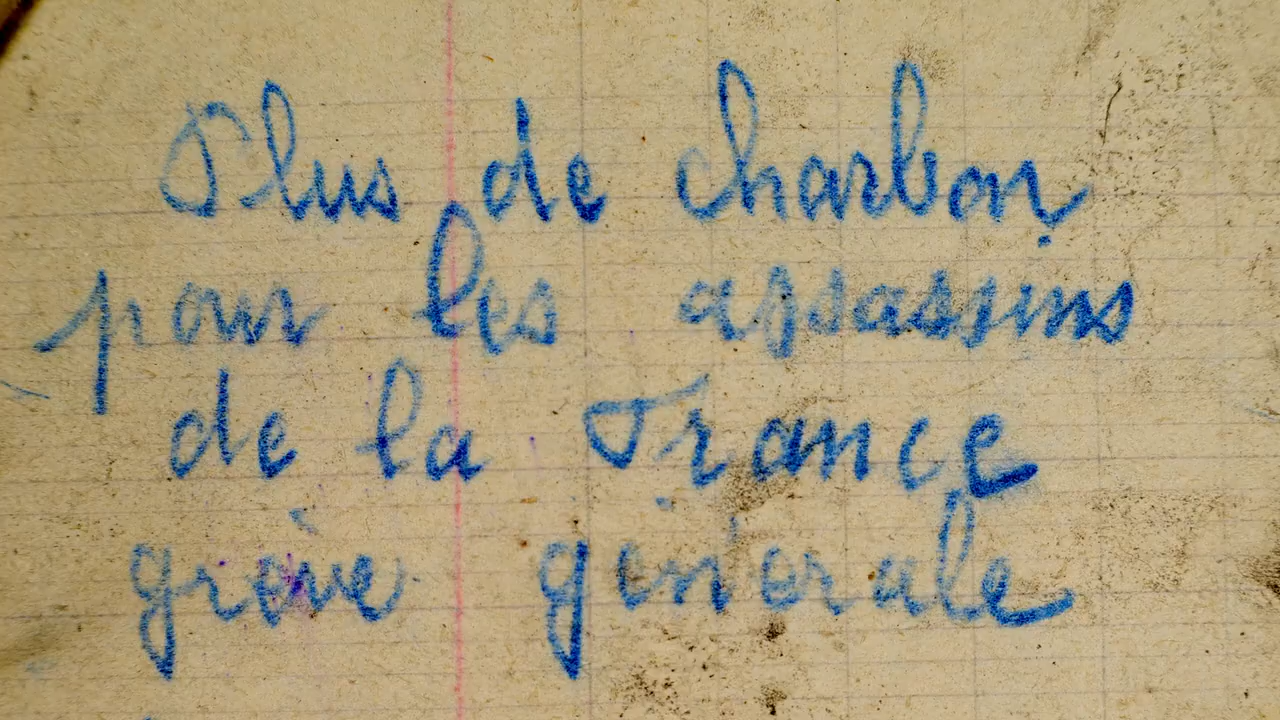 Plus de charbon
pour les assassins
de la France
grève générale